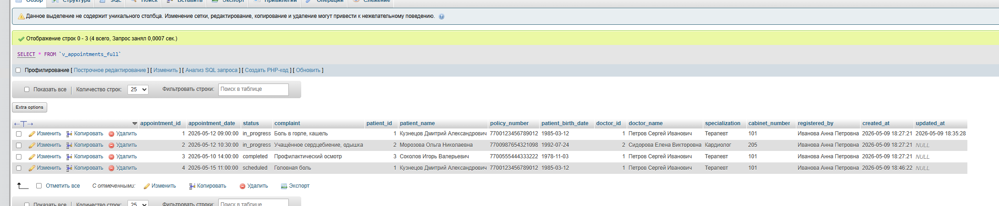 Обзор Структура SQL Поиск Вставить Экспорт Привилегии Операции Слежение
Данное выделение не содержит уникального столбца. Изменение сетки, редактирование, копирование и удаление могут привести к нежелательному поведению.
Отображение строк 0 - 3 (4 всего, Запрос занял 0,0007 сек.)
SELECT * FROM `v_appointments_full`
Профилирование [ Построчное редактирование ] [ Изменить ] [ Анализ SQL запроса ] [ Создать PHP-код ] [ Обновить ]
Показать все Количество строк: 25 Фильтровать строки: Поиск в таблице
Extra options
←T→ appointment_id appointment_date status complaint patient_id patient_name policy_number patient_birth_date doctor_id doctor_name specialization cabinet_number registered_by created_at updated_at
Изменить Копировать Удалить 1 2026-05-12 09:00:00 in_progress Боль в горле, кашель 1 Кузнецов Дмитрий Александрович 7700123456789012 1985-03-12 1 Петров Сергей Иванович Терапевт 101 Иванова Анна Петровна 2026-05-09 18:27:21 2026-05-09 18:35:28
Изменить Копировать Удалить 2 2026-05-12 10:30:00 in_progress Учащённое сердцебиение, одышка 2 Морозова Ольга Николаевна 7700987654321098 1992-07-24 2 Сидорова Елена Викторовна Кардиолог 205 Иванова Анна Петровна 2026-05-09 18:27:21 NULL
Изменить Копировать Удалить 3 2026-05-10 14:00:00 completed Профилактический осмотр 3 Соколов Игорь Валерьевич 7700555444333222 1978-11-03 1 Петров Сергей Иванович Терапевт 101 Иванова Анна Петровна 2026-05-09 18:27:21 NULL
Изменить Копировать Удалить 4 2026-05-15 11:00:00 scheduled Головная боль 1 Кузнецов Дмитрий Александрович 7700123456789012 1985-03-12 1 Петров Сергей Иванович Терапевт 101 Иванова Анна Петровна 2026-05-09 18:46:22 NULL
Отметить все С отмеченными: Изменить Копировать Удалить Экспорт
Показать все Количество строк: 25 Фильтровать строки: Поиск в таблице